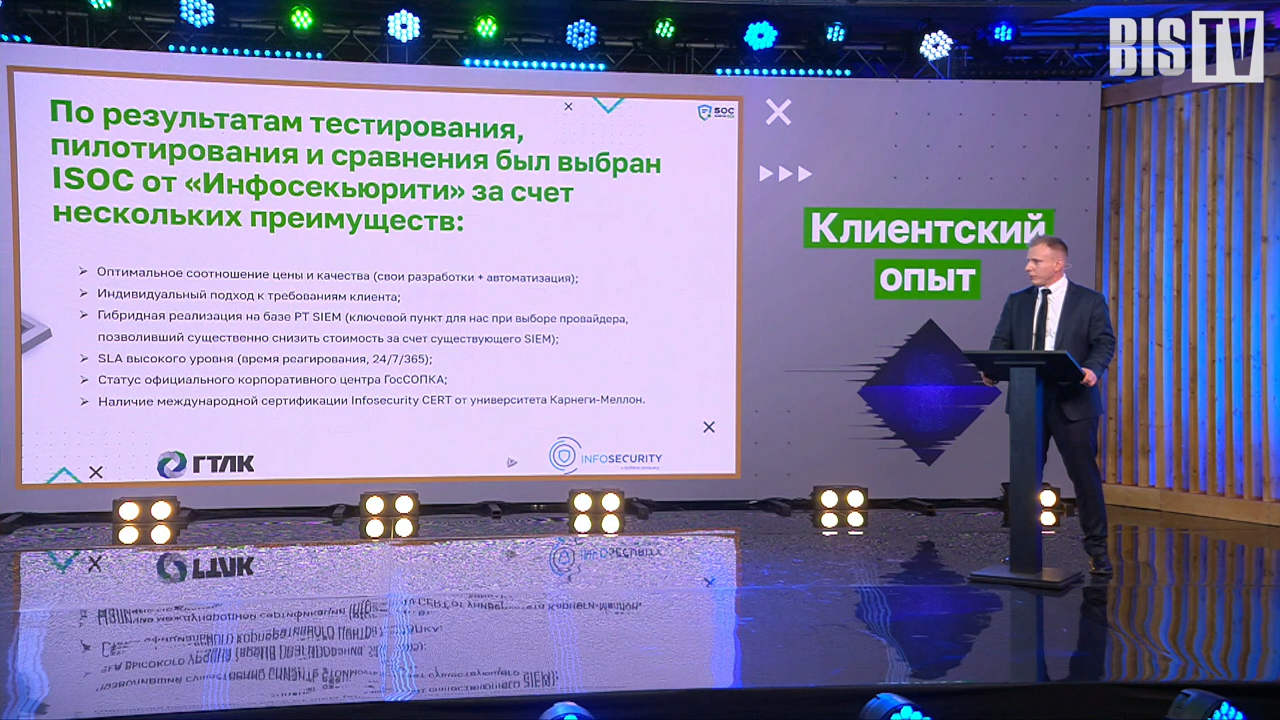 BIS TV
SOC
По результатам тестирования,
пилотирования и сравнения был выбран
ISOC от «Инфосекьюрити» за счет
нескольких преимуществ:
Оптимальное соотношение цены и качества (свои разработки + автоматизация);
Индивидуальный подход к требованиям клиента;
Гибридная реализация на базе PT SIEM (ключевой пункт для нас при выборе провайдера,
позволивший существенно снизить стоимость за счет существующего SIEM);
SLA высокого уровня (время реагирования, 24/7/365);
Статус официального корпоративного центра ГосСОПКА;
Наличие международной сертификации Infosecurity CERT от университета Карнеги-Меллон.
ГТЛК
INFOSECURITY
Клиентский
опыт